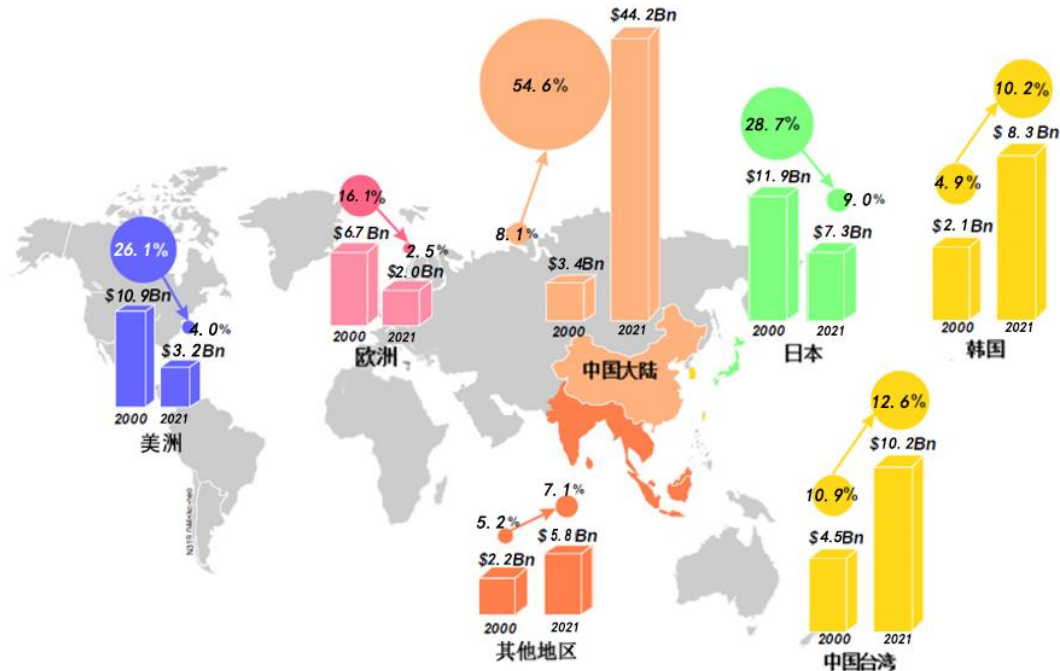 $44.2Bn
54.6%
8.1%
$3.4Bn
2000
2021
中国大陆
26.1%
$10.9Bn
4.0%
$3.2Bn
2000
2021
美洲
16.1%
$6.7Bn
2.5%
$2.0Bn
2000
2021
欧洲
28.7%
$11.9Bn
9.0%
$7.3Bn
2000
2021
日本
10.2%
$8.3Bn
4.9%
$2.1Bn
2000
2021
韩国
7.1%
5.2%
$5.8Bn
$2.2Bn
2000
2021
其他地区
12.6%
$10.2Bn
10.9%
$4.5Bn
2000
2021
中国台湾